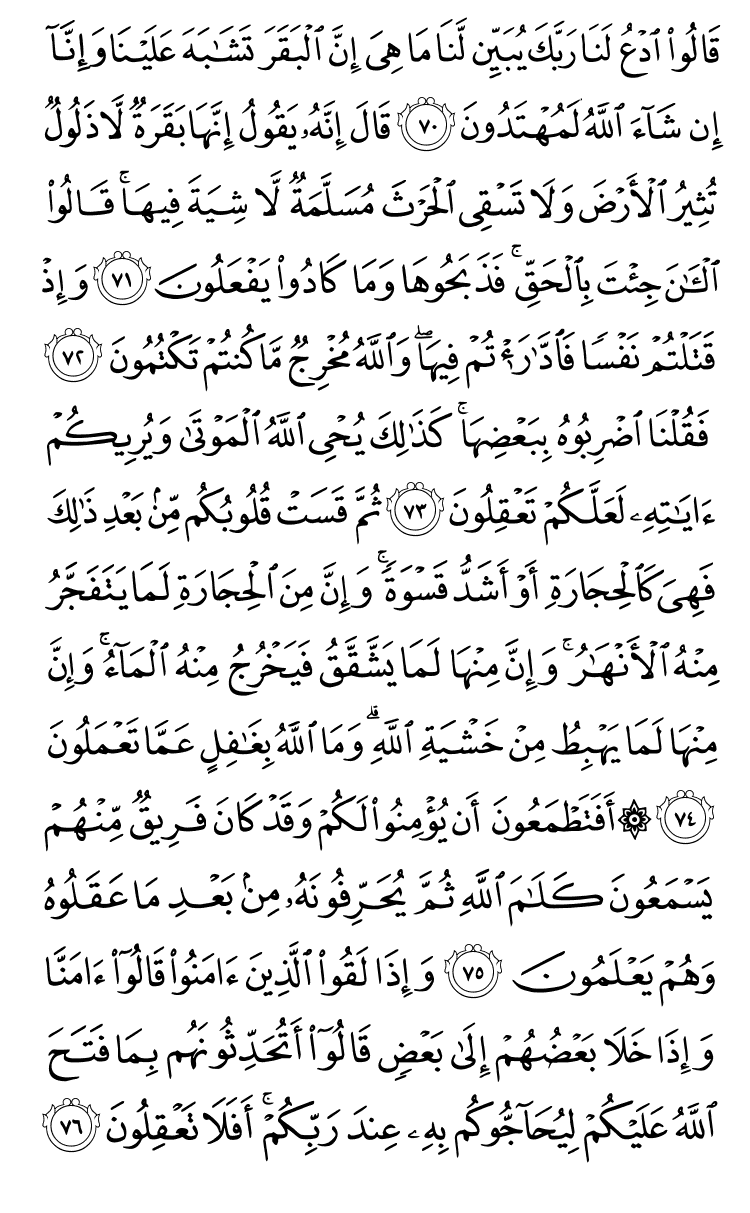 قَالُوا۟ ٱدْعُ لَنَا رَبَّكَ يُبَيِّن لَّنَا مَا هِىَ إِنَّ ٱلْبَقَرَ تَشَـٰبَهَ عَلَيْنَا وَإِنَّآ
إِن شَآءَ ٱللَّهُ لَمُهْتَدُونَ ٧٠ قَالَ إِنَّهُۥ يَقُولُ إِنَّهَا بَقَرَةٌ لَّا ذَلُولٌ
تُثِيرُ ٱلْأَرْضَ وَلَا تَسْقِى ٱلْحَرْثَ مُسَلَّمَةٌ لَّا شِيَةَ فِيهَا ۚ قَالُوا۟
ٱلْـَٔـٰنَ جِئْتَ بِٱلْحَقِّ ۚ فَذَبَحُوهَا وَمَا كَادُوا۟ يَفْعَلُونَ ٧١ وَإِذْ
قَتَلْتُمْ نَفْسًا فَٱدَّٰرَْٰٔتُمْ فِيهَا ۖ وَٱللَّهُ مُخْرِجٌ مَّا كُنتُمْ تَكْتُمُونَ ٧٢
فَقُلْنَا ٱضْرِبُوهُ بِبَعْضِهَا ۚ كَذَٰلِكَ يُحْىِ ٱللَّهُ ٱلْمَوْتَىٰ وَيُرِيكُمْ
ءَايَـٰتِهِۦ لَعَلَّكُمْ تَعْقِلُونَ ٧٣ ثُمَّ قَسَتْ قُلُوبُكُم مِّنۢ بَعْدِ ذَٰلِكَ
فَهِىَ كَٱلْحِجَارَةِ أَوْ أَشَدُّ قَسْوَةً ۚ وَإِنَّ مِنَ ٱلْحِجَارَةِ لَمَا يَتَفَجَّرُ
مِنْهُ ٱلْأَنْهَـٰرُ ۚ وَإِنَّ مِنْهَا لَمَا يَشَّقَّقُ فَيَخْرُجُ مِنْهُ ٱلْمَآءُ ۚ وَإِنَّ
مِنْهَا لَمَا يَهْبِطُ مِنْ خَشْيَةِ ٱللَّهِ ۗ وَمَا ٱللَّهُ بِغَـٰفِلٍ عَمَّا تَعْمَلُونَ
٧٤ ۞ أَفَتَطْمَعُونَ أَن يُؤْمِنُوا۟ لَكُمْ وَقَدْ كَانَ فَرِيقٌ مِّنْهُمْ
يَسْمَعُونَ كَلَـٰمَ ٱللَّهِ ثُمَّ يُحَرِّفُونَهُۥ مِنۢ بَعْدِ مَا عَقَلُوهُ
وَهُمْ يَعْلَمُونَ ٧٥ وَإِذَا لَقُوا۟ ٱلَّذِينَ ءَامَنُوا۟ قَالُوٓا۟ ءَامَنَّا
وَإِذَا خَلَا بَعْضُهُمْ إِلَىٰ بَعْضٍ قَالُوٓا۟ أَتُحَدِّثُونَهُم بِمَا فَتَحَ
ٱللَّهُ عَلَيْكُمْ لِيُحَآجُّوكُم بِهِۦ عِندَ رَبِّكُمْ ۚ أَفَلَا تَعْقِلُونَ ٧٦